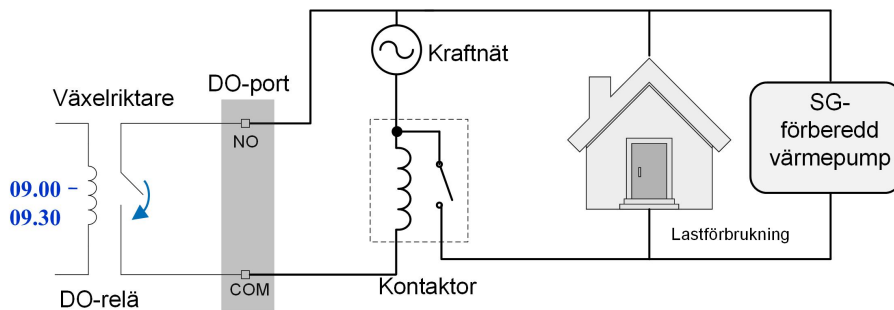 Växelriktare
DO-port
Kraftnät
NO
09.00 –
09.30
COM
DO-relä
Kontaktor
Lastförbrukning
SG-
förberedd
värmepump